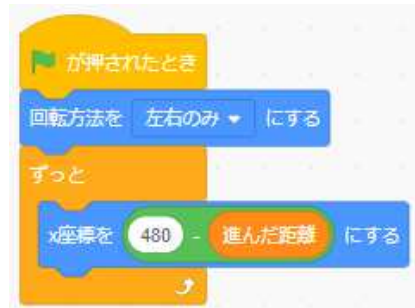 が押されたとき
回転方法を 左右のみ にする
ずっと
x座標を 480 - 進んだ距離 にする